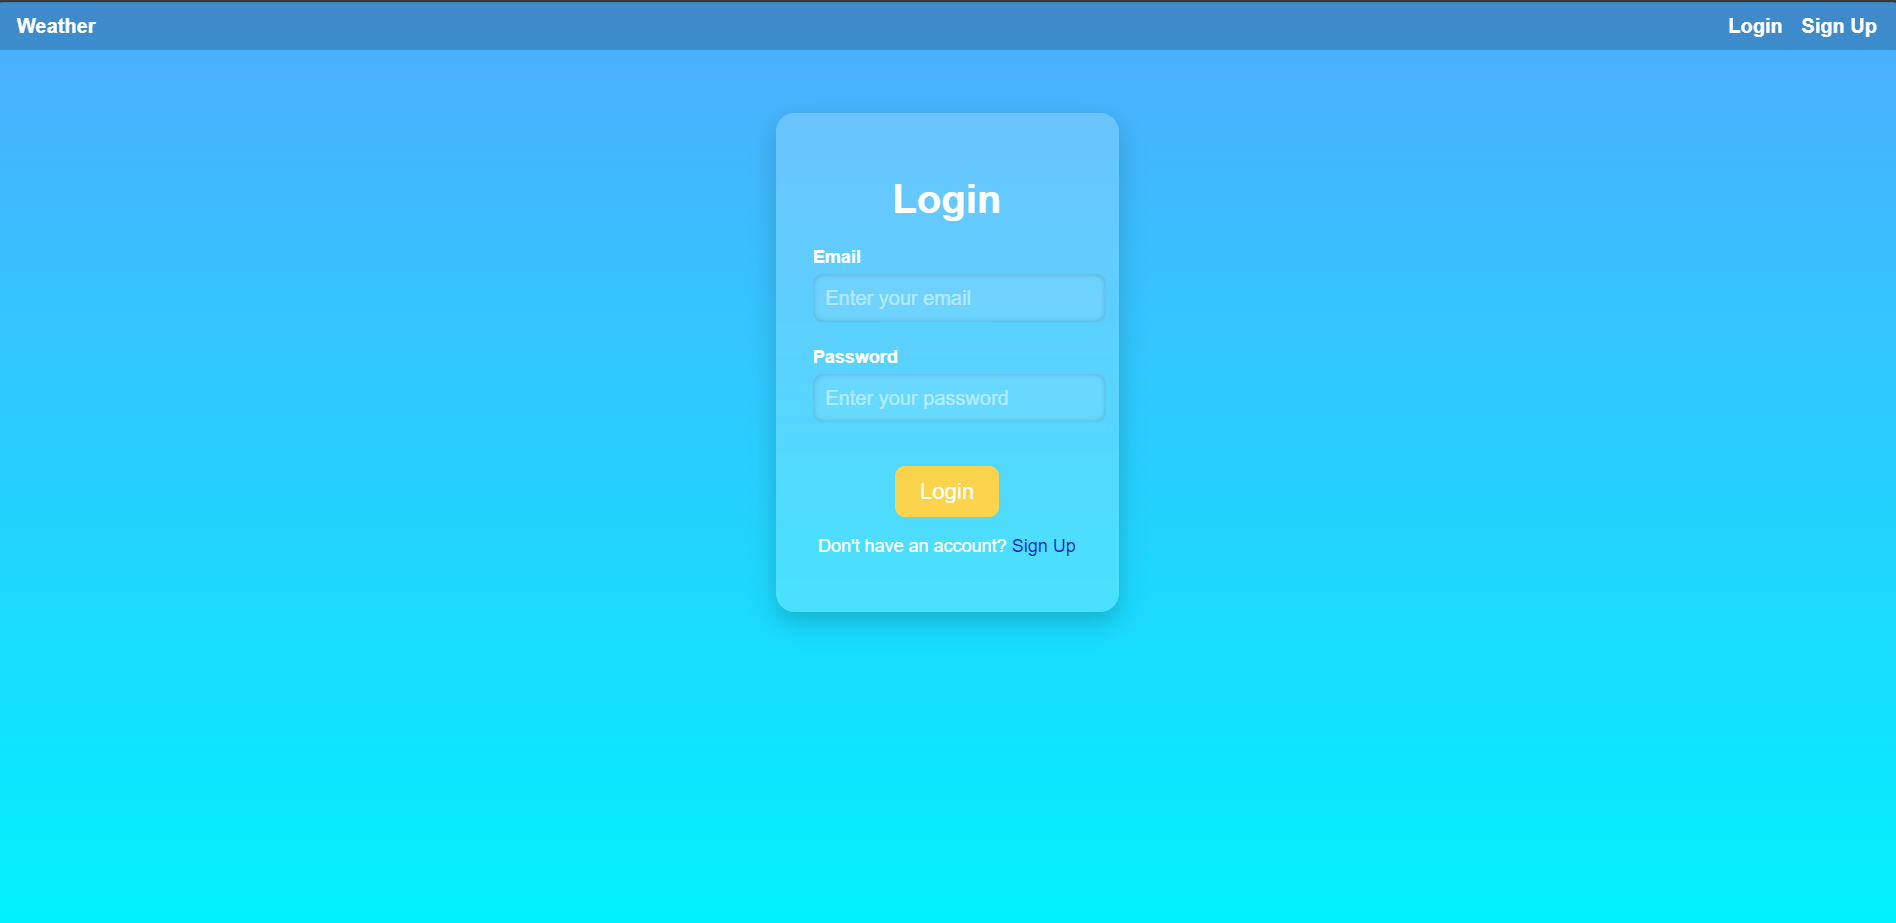 Weather Login Sign Up
Login
Email
Enter your email
Password
Enter your password
Login
Don't have an account? Sign Up